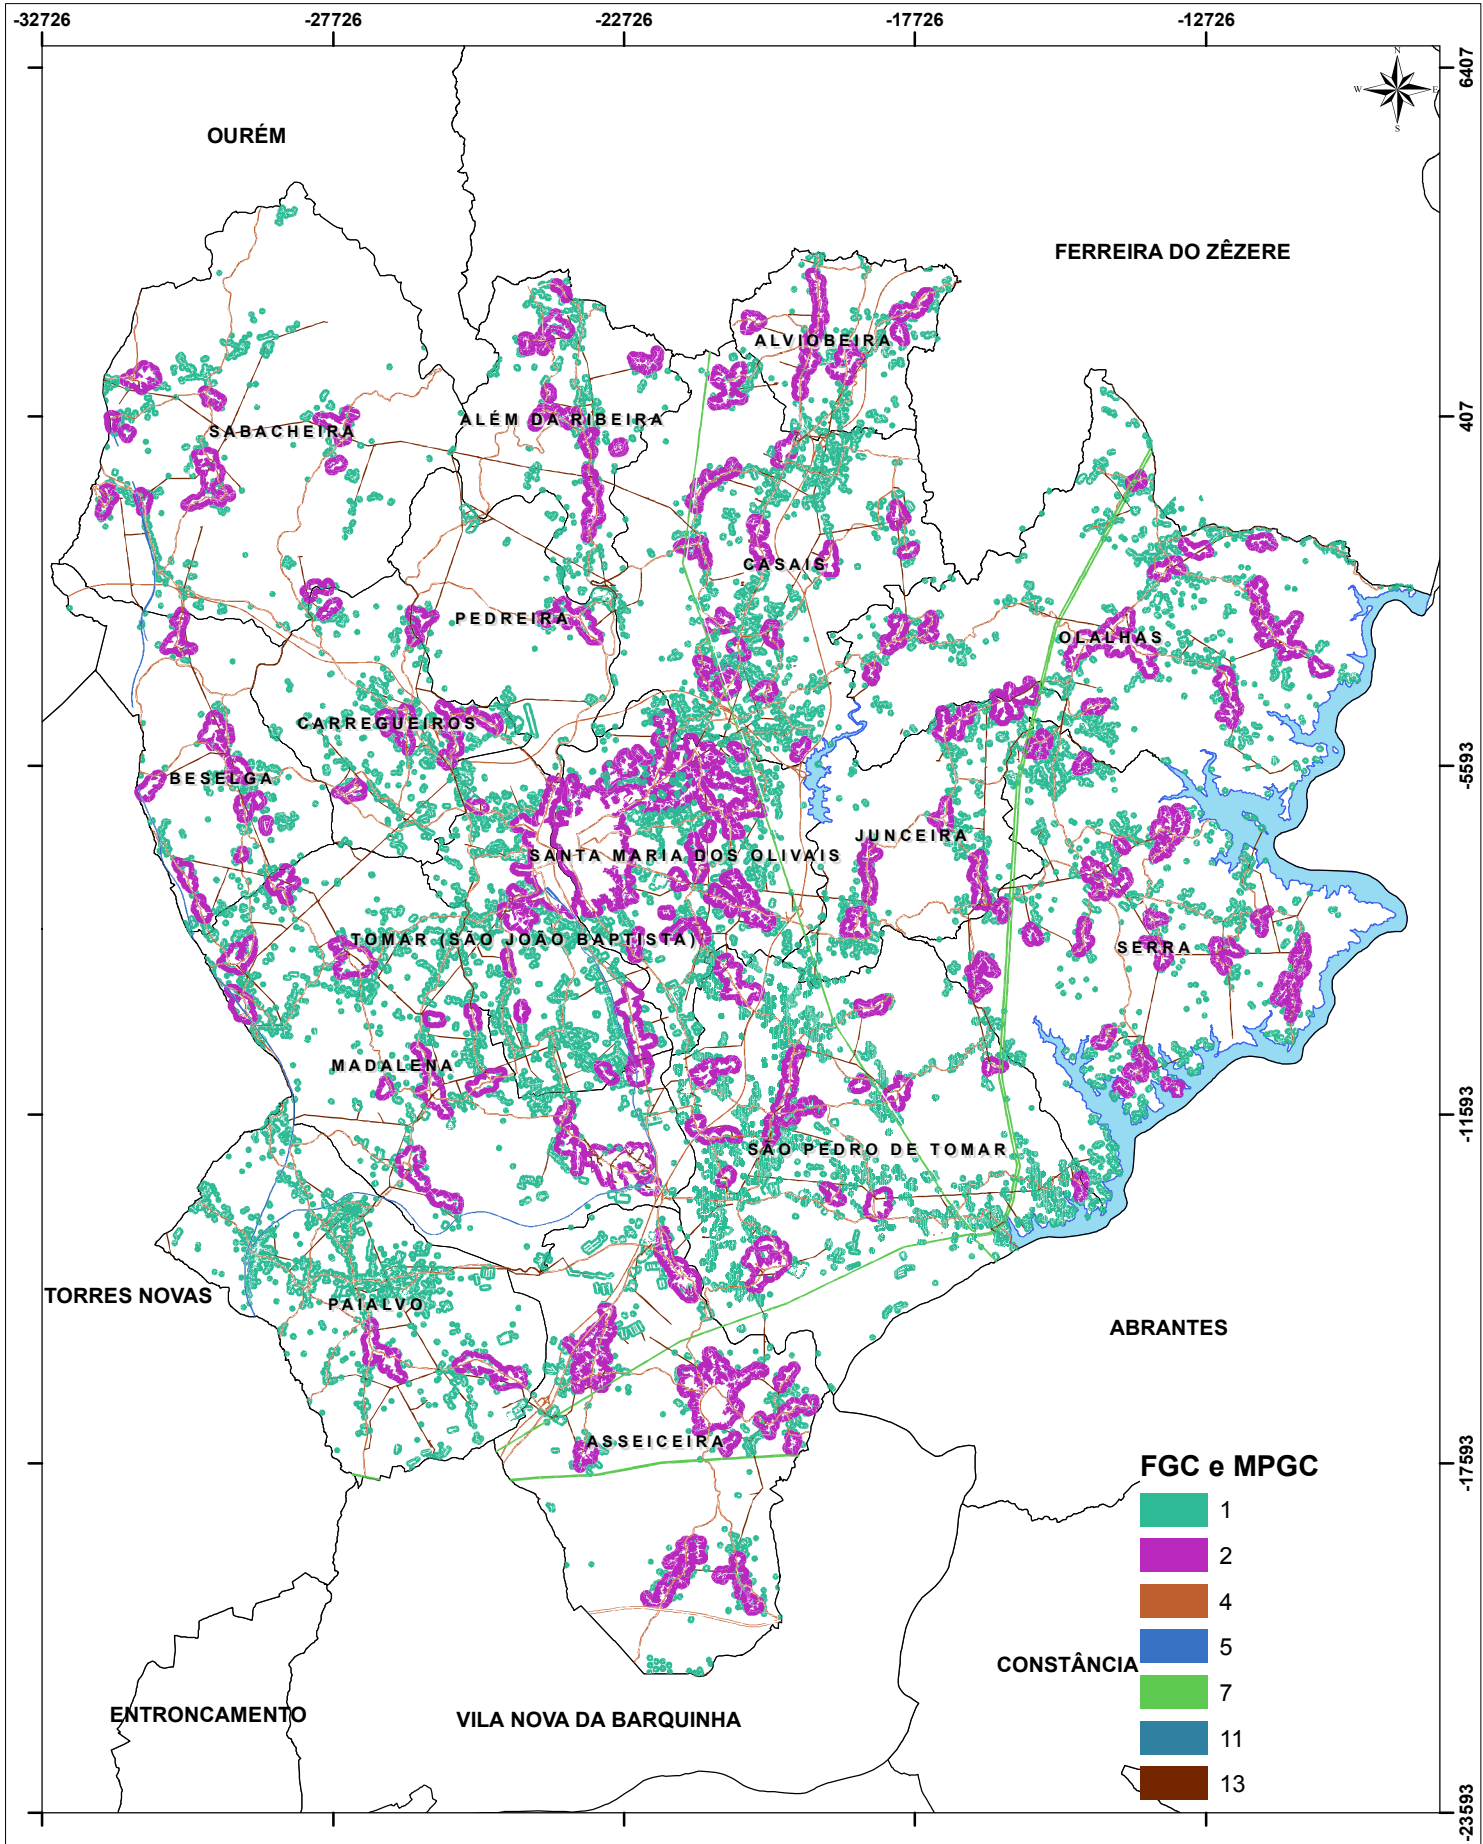 -32726
-27726
-22726
-17726
-12726
6407
N
W
E
S
OURÉM
FERREIRA DO ZÊZERE
ALVIOBEIRA
407
ALÉM DA RIBEIRA
SABACHEIRA
CASAIS
PEDREIRA
OLALHAS
CARREGUEIROS
-5593
BESELGA
JUNCEIRA
SANTA MARIA DOS OLIVAIS
TOMAR (SÃO JOÃO BAPTISTA)
SERRA
MADALENA
-11593
SÃO PEDRO DE TOMAR
TORRES NOVAS
PAIALVO
ABRANTES
ASSEICEIRA
-17593
FGC e MPGC
1
2
4
5
7
11
13
CONSTÂNCIA
ENTRONCAMENTO
VILA NOVA DA BARQUINHA
-23593